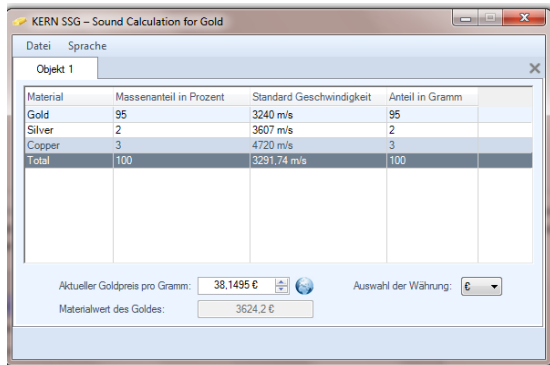 KERN SSG – Sound Calculation for Gold
Datei Sprache
Objekt 1
Material Massenanteil in Prozent Standard Geschwindigkeit Anteil in Gramm
Gold 95 3240 m/s 95
Silver 2 3607 m/s 2
Copper 3 4720 m/s 3
Total 100 3291,74 m/s 100
Aktueller Goldpreis pro Gramm: 38,1495 € Auswahl der Währung: €
Materialwert des Goldes: 3624,2 €